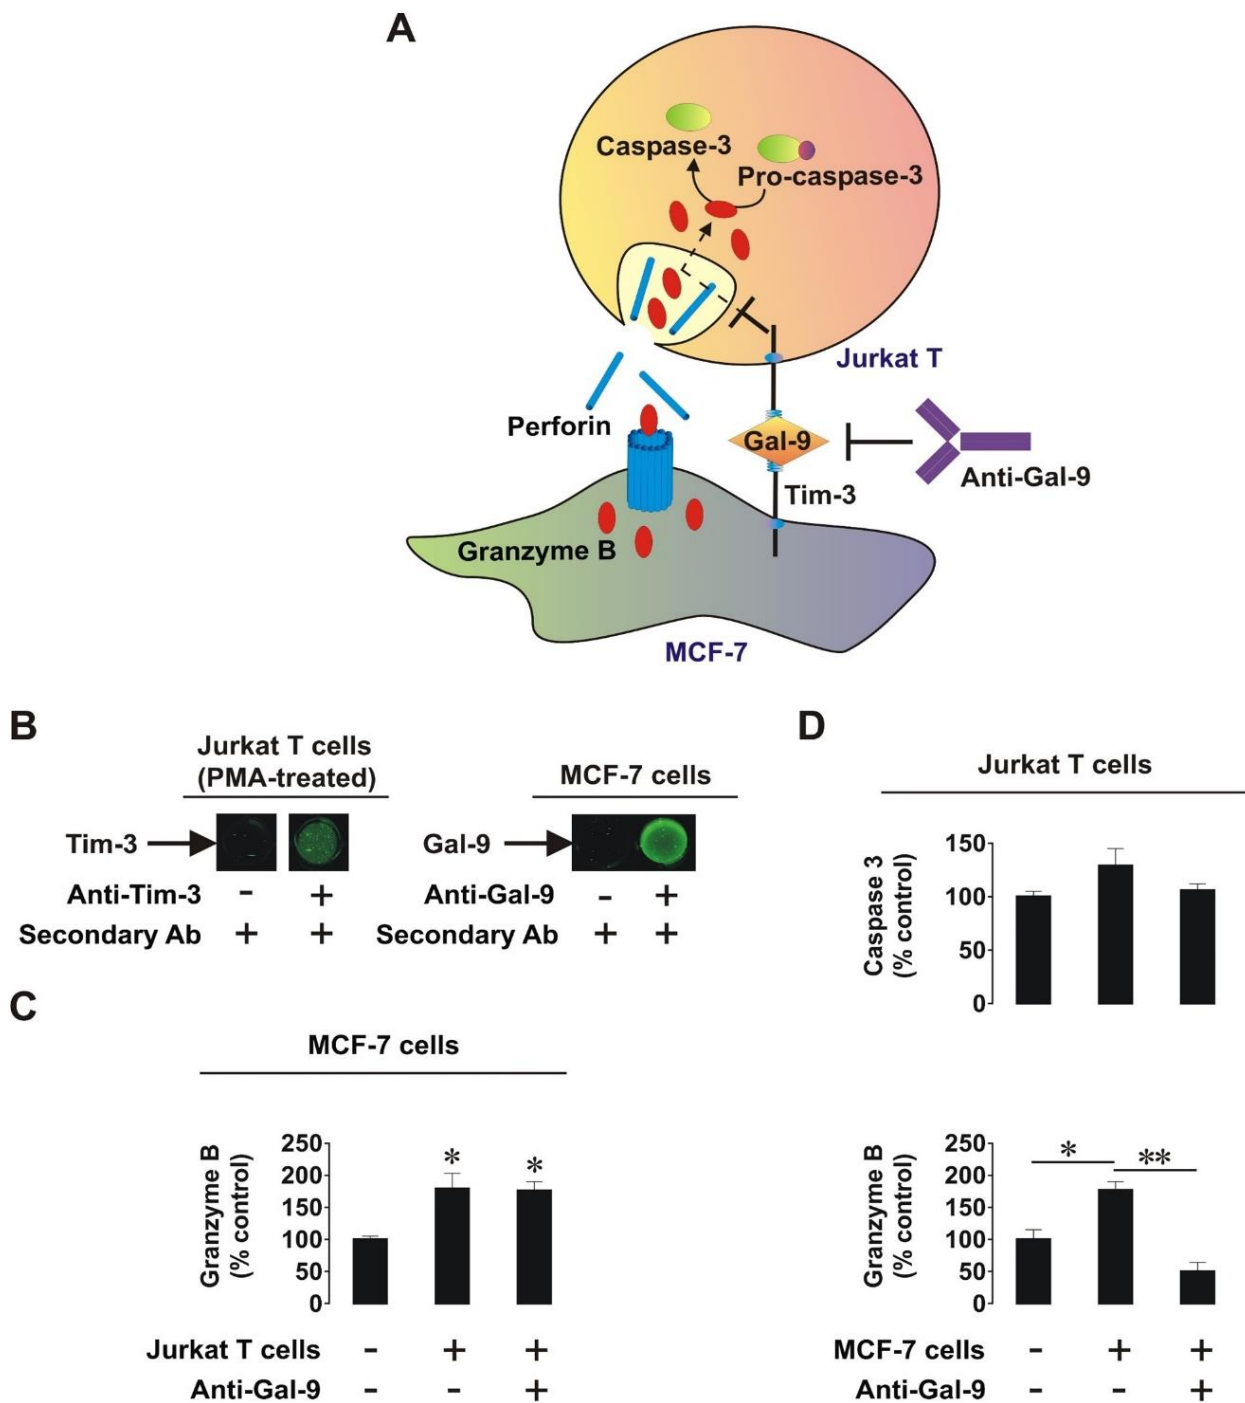 A
Caspase-3
Pro-caspase-3
Jurkat T
Perforin
Gal-9
Anti-Gal-9
Tim-3
Granzyme B
MCF-7
B
Jurkat T cells
(PMA-treated)
MCF-7 cells
Tim-3
Gal-9
Anti-Tim-3 - +
Anti-Gal-9 - +
Secondary Ab + +
Secondary Ab + +
C
MCF-7 cells
Granzyme B
(% control)
250
200
150
100
50
0
* *
Jurkat T cells - + +
Anti-Gal-9 - - +
D
Jurkat T cells
Caspase 3
(% control)
150
100
50
0
Granzyme B
(% control)
250
200
150
100
50
0
* **
MCF-7 cells - + +
Anti-Gal-9 - - +